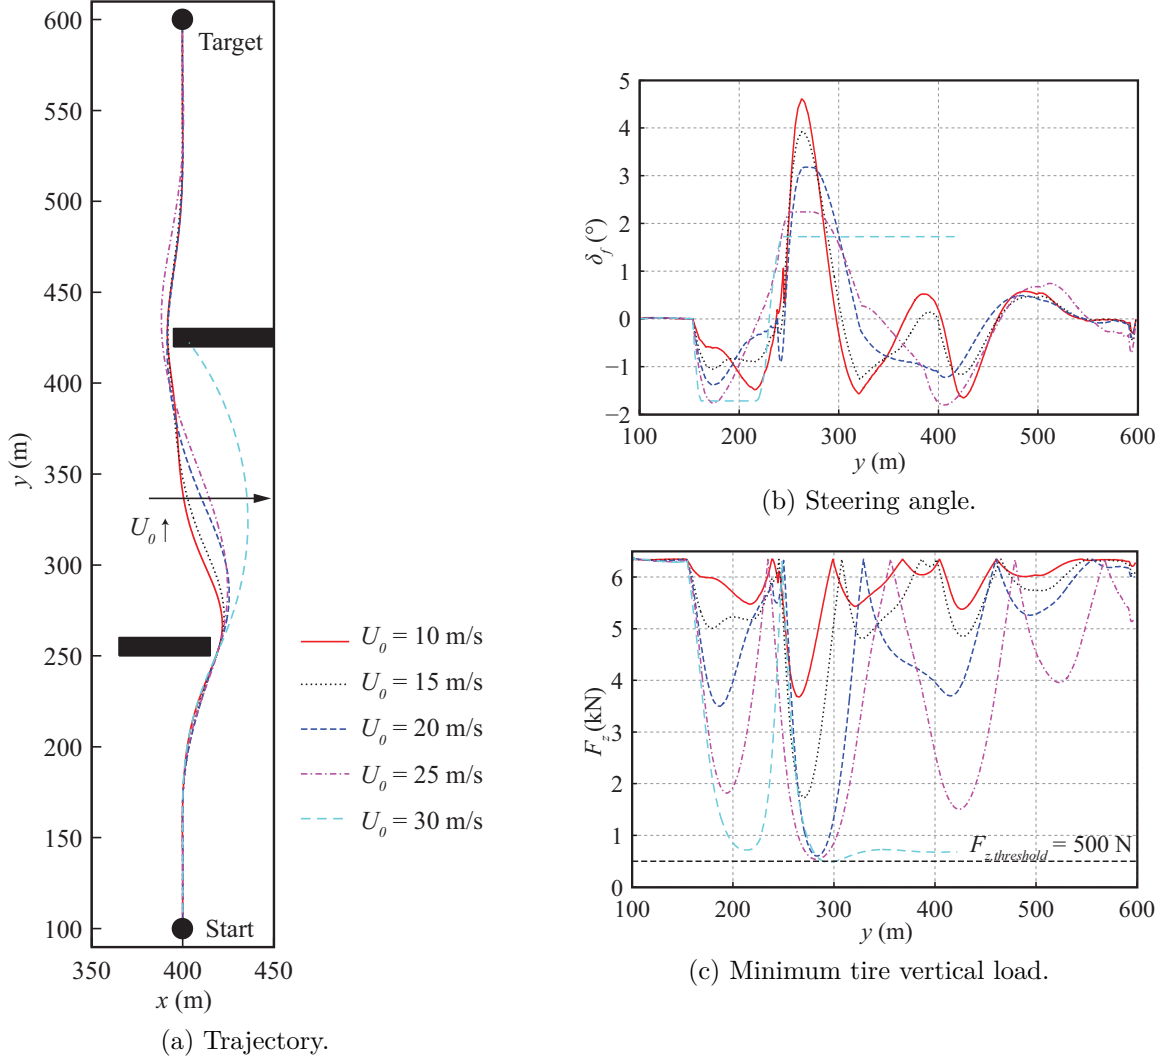 600
550
500
450
400
350
300
250
200
150
100
y (m)
Target
U₀ ↑
Start
350 400 450
x (m)
(a) Trajectory.
U₀ = 10 m/s
U₀ = 15 m/s
U₀ = 20 m/s
U₀ = 25 m/s
U₀ = 30 m/s
5
4
3
2
1
0
−1
−2
δ_f (°)
100 200 300 400 500 600
y (m)
(b) Steering angle.
6
5
4
3
2
1
0
F_z (kN)
F_z,threshold = 500 N
100 200 300 400 500 600
y (m)
(c) Minimum tire vertical load.